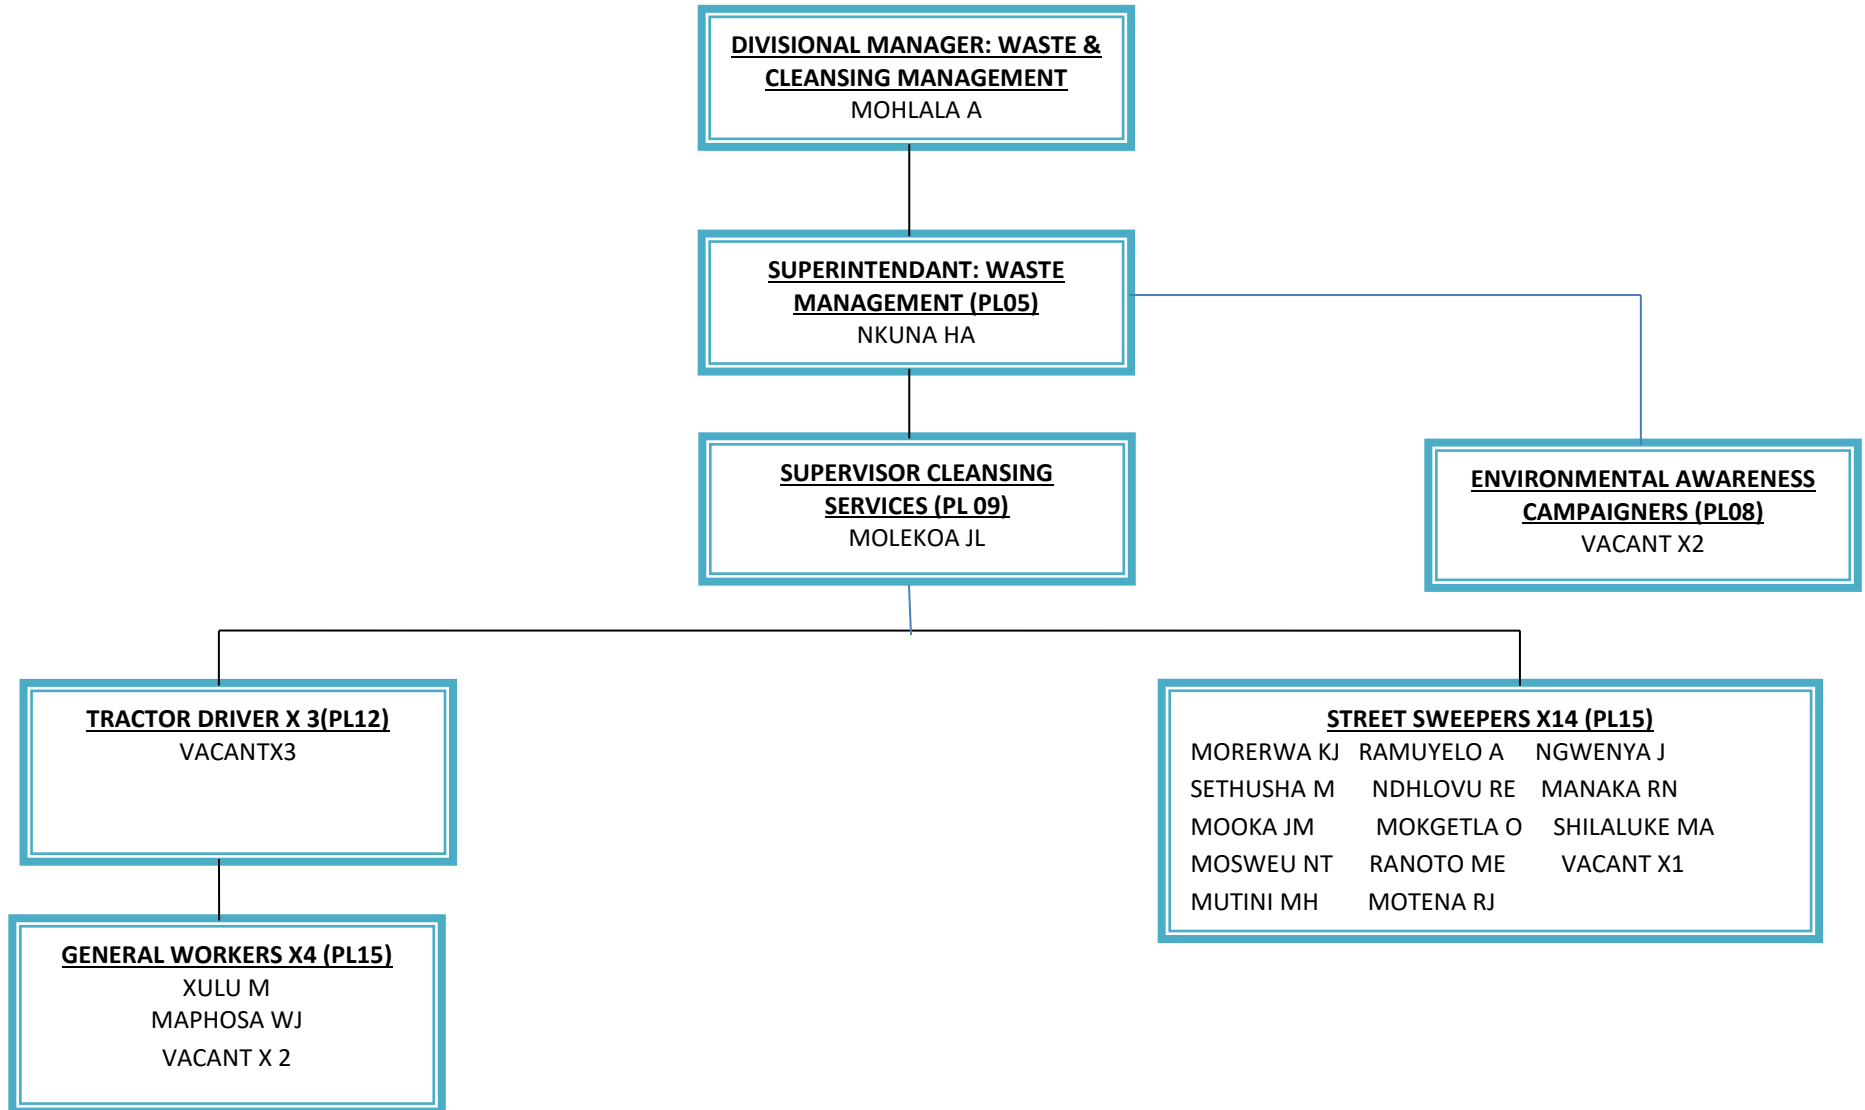 DIVISIONAL MANAGER: WASTE &
CLEANSING MANAGEMENT
MOHLALA A
SUPERINTENDANT: WASTE
MANAGEMENT (PL05)
NKUNA HA
SUPERVISOR CLEANSING
SERVICES (PL 09)
MOLEKOA JL
ENVIRONMENTAL AWARENESS
CAMPAIGNERS (PL08)
VACANT X2
TRACTOR DRIVER X 3(PL12)
VACANTX3
STREET SWEEPERS X14 (PL15)
MORERWA KJ RAMUYELO A NGWENYA J
SETHUSHA M NDHLOVU RE MANAKA RN
MOOKA JM MOKGETLA O SHILALUKE MA
MOSWEU NT RANOTO ME VACANT X1
MUTINI MH MOTENA RJ
GENERAL WORKERS X4 (PL15)
XULU M
MAPHOSA WJ
VACANT X 2